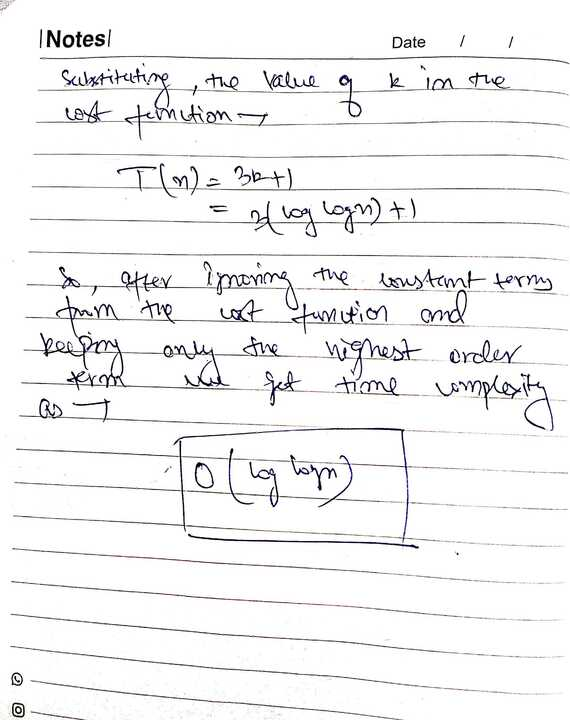 |Notes|
Date / /
Substituting, the value of k in the
cost function →
T(n) = 3k+1
= 3(log logn) +1
So, after ignoring the constant terms
from the cost function and
keeping only the highest order
term we get time complexity
as →
O(log logn)